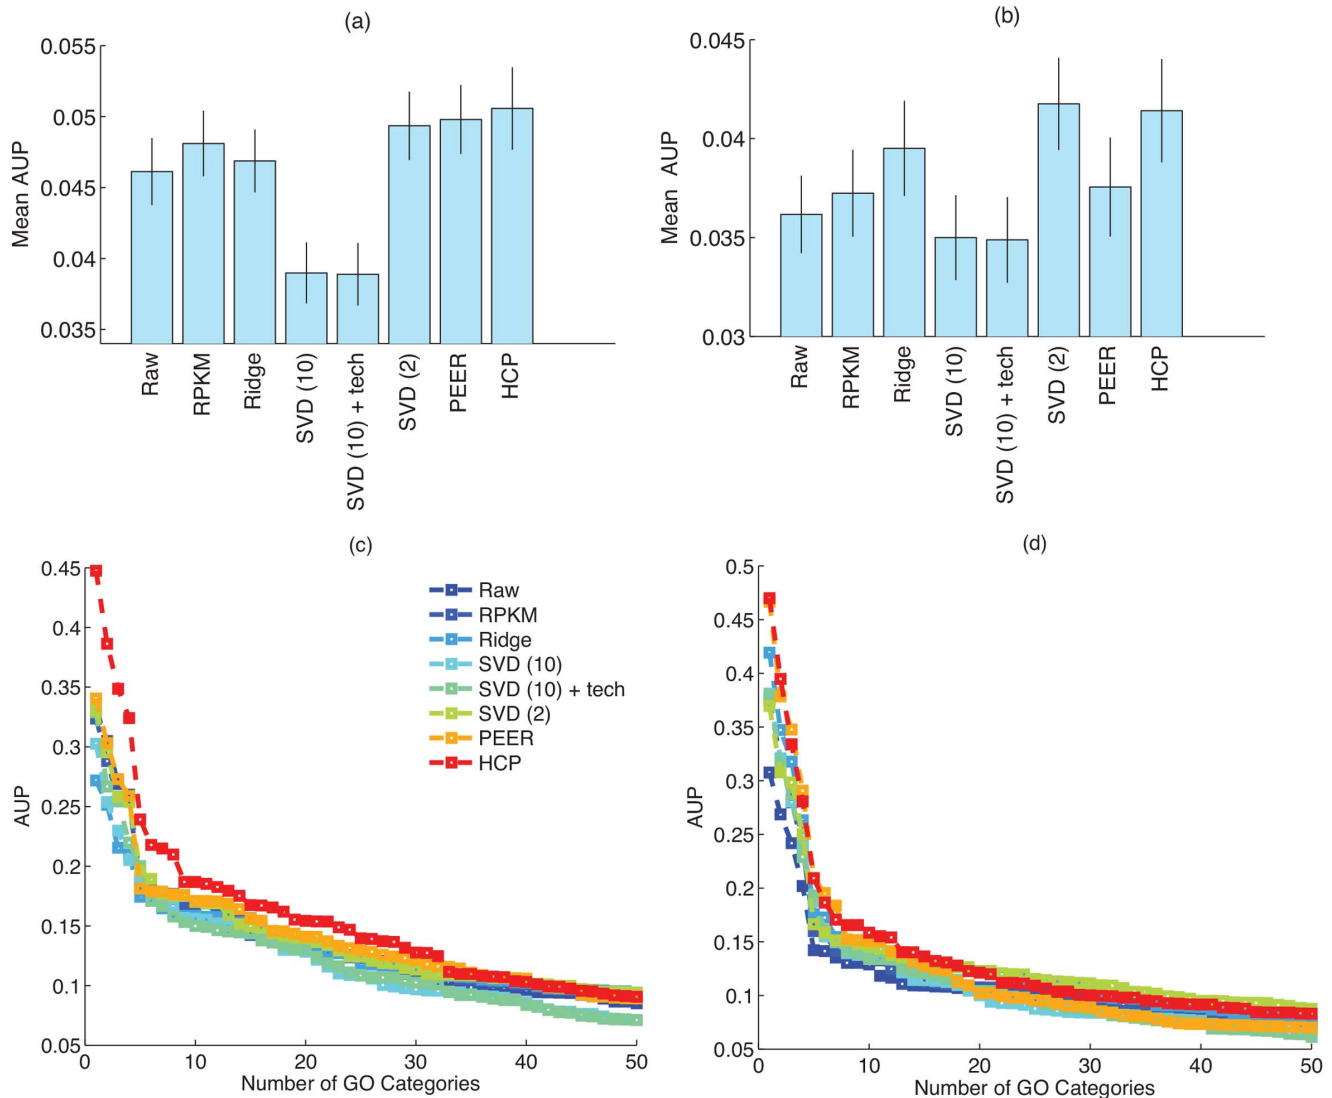 (a)
0.055
0.05
0.045
0.04
0.035
Mean AUP
Raw
RPKM
Ridge
SVD (10)
SVD (10) + tech
SVD (2)
PEER
HCP
(b)
0.045
0.04
0.035
0.03
Mean AUP
Raw
RPKM
Ridge
SVD (10)
SVD (10) + tech
SVD (2)
PEER
HCP
(c)
0.45
0.4
0.35
0.3
0.25
0.2
0.15
0.1
0.05
AUP
Raw
RPKM
Ridge
SVD (10)
SVD (10) + tech
SVD (2)
PEER
HCP
0 10 20 30 40 50
Number of GO Categories
(d)
0.5
0.45
0.4
0.35
0.3
0.25
0.2
0.15
0.1
0.05
AUP
0 10 20 30 40 50
Number of GO Categories